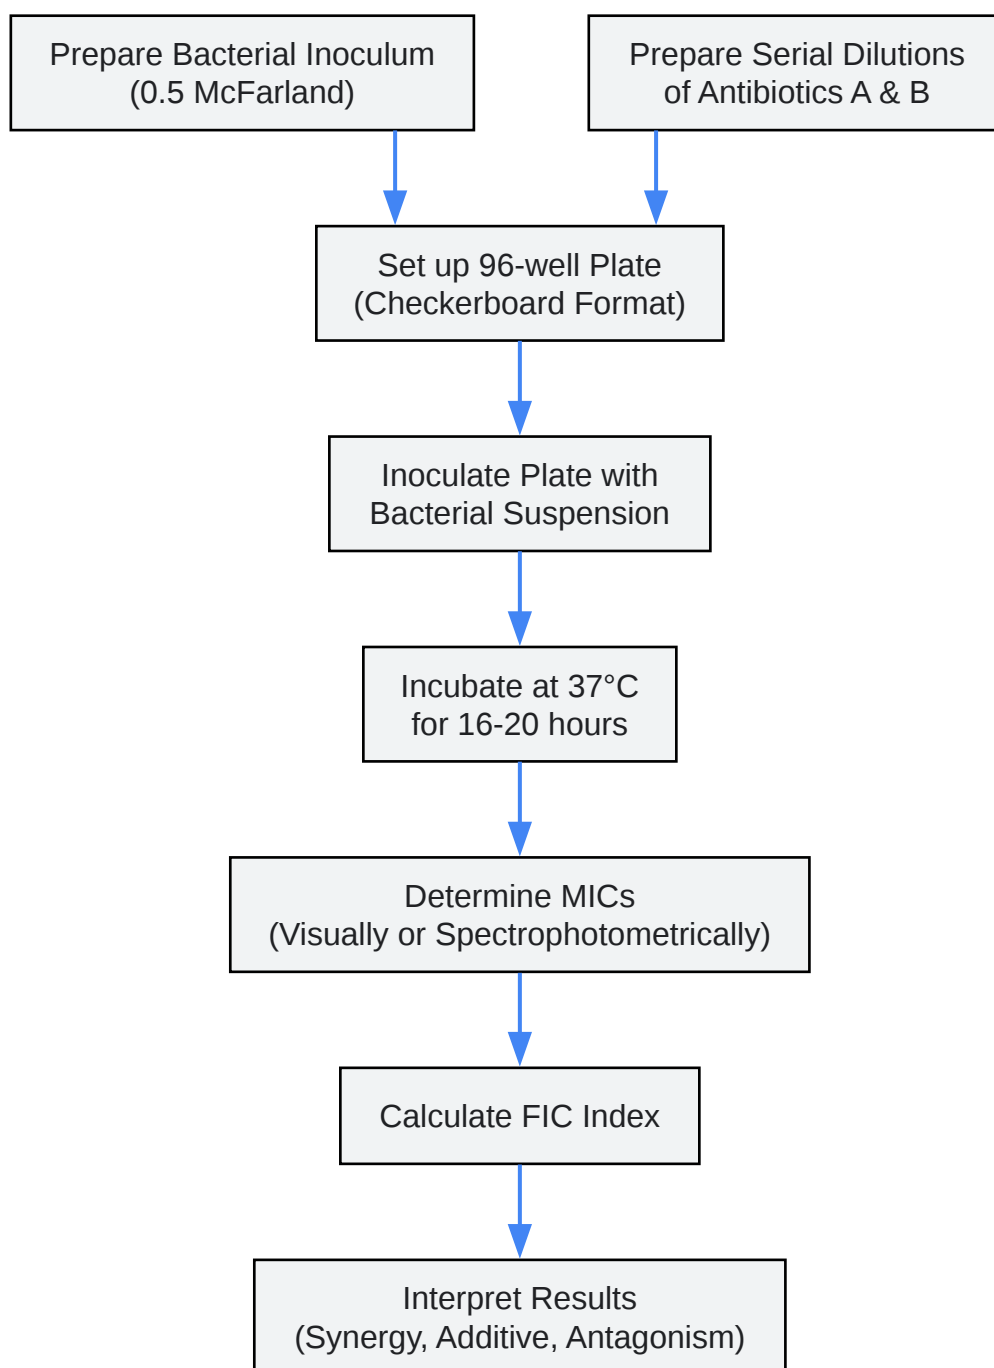 Prepare Bacterial Inoculum
(0.5 McFarland)
Prepare Serial Dilutions
of Antibiotics A & B
Set up 96-well Plate
(Checkerboard Format)
Inoculate Plate with
Bacterial Suspension
Incubate at 37°C
for 16-20 hours
Determine MICs
(Visually or Spectrophotometrically)
Calculate FIC Index
Interpret Results
(Synergy, Additive, Antagonism)